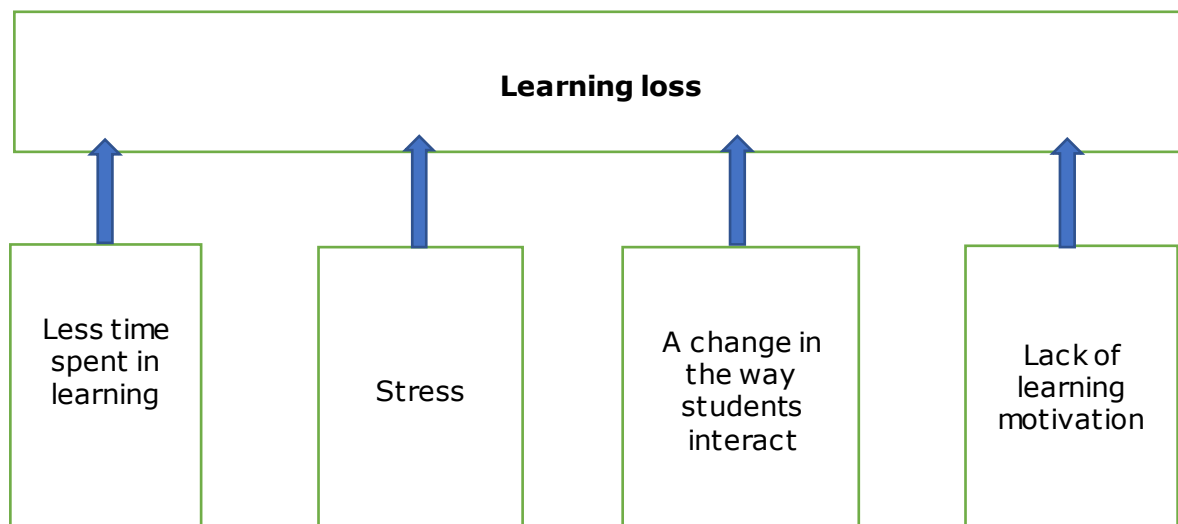 Learning loss
Less time
spent in
learning
Stress
A change in
the way
students
interact
Lack of
learning
motivation